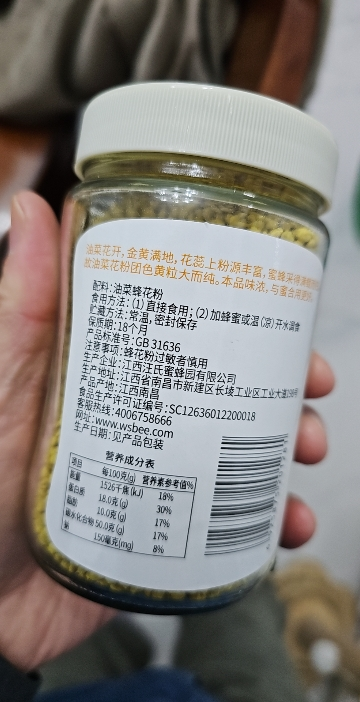 油菜花开,金黄满地,花蕊上粉源丰富,蜜蜂采得
油菜花粉团色黄粒大而纯。本品味浓,与蜜合用更
配料:油菜蜂花粉
食用方法:(1)直接食用;(2)加蜂蜜或温(凉)开水调食
贮藏方法:常温,密封保存
保质期:18个月
产品标准号:GB 31636
注意事项:蜂花粉过敏者慎用
生产企业:江西汪氏蜜蜂园有限公司
生产地址:江西省南昌市新建区长堎工业区工业大道
产品产地:江西南昌
食品生产许可证编号:SC12636012200018
客服热线:4006758666
网址:www.wsbee.com
生产日期:见产品包装
营养成分表
项目 每100克(g) 营养素参考值%
能量 1526千焦(kJ) 18%
蛋白质 18.0克(g) 30%
脂肪 10.0克(g) 17%
碳水化合物 50.0克(g) 17%
钠 150毫克(mg) 8%